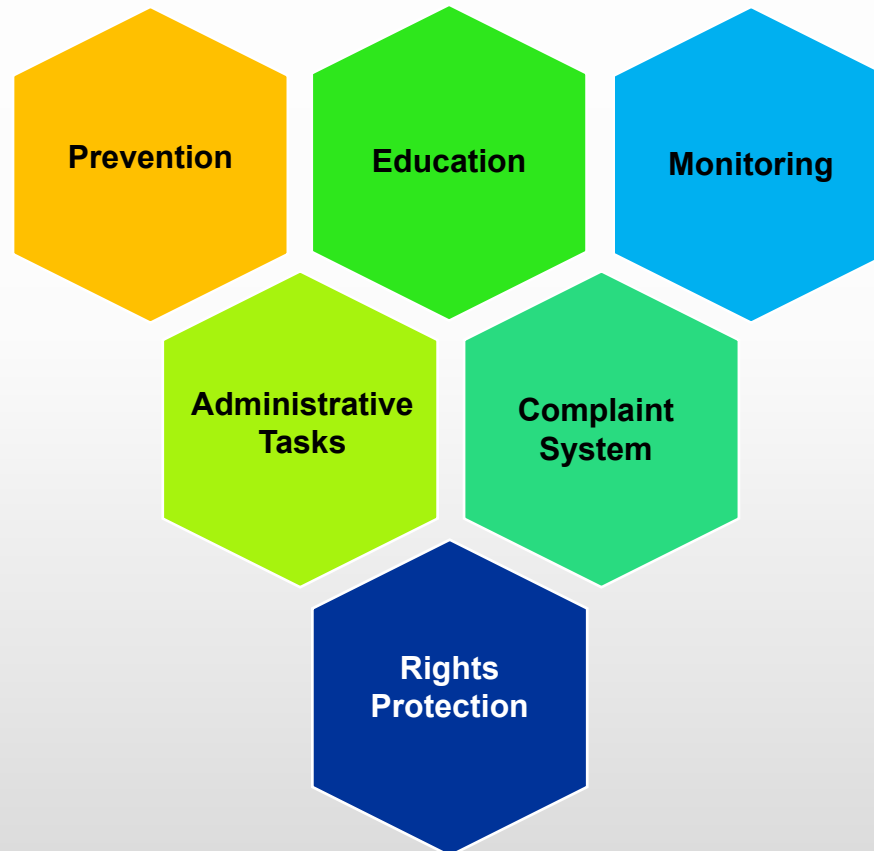 Prevention
Education
Monitoring
Administrative
Tasks
Complaint
System
Rights
Protection